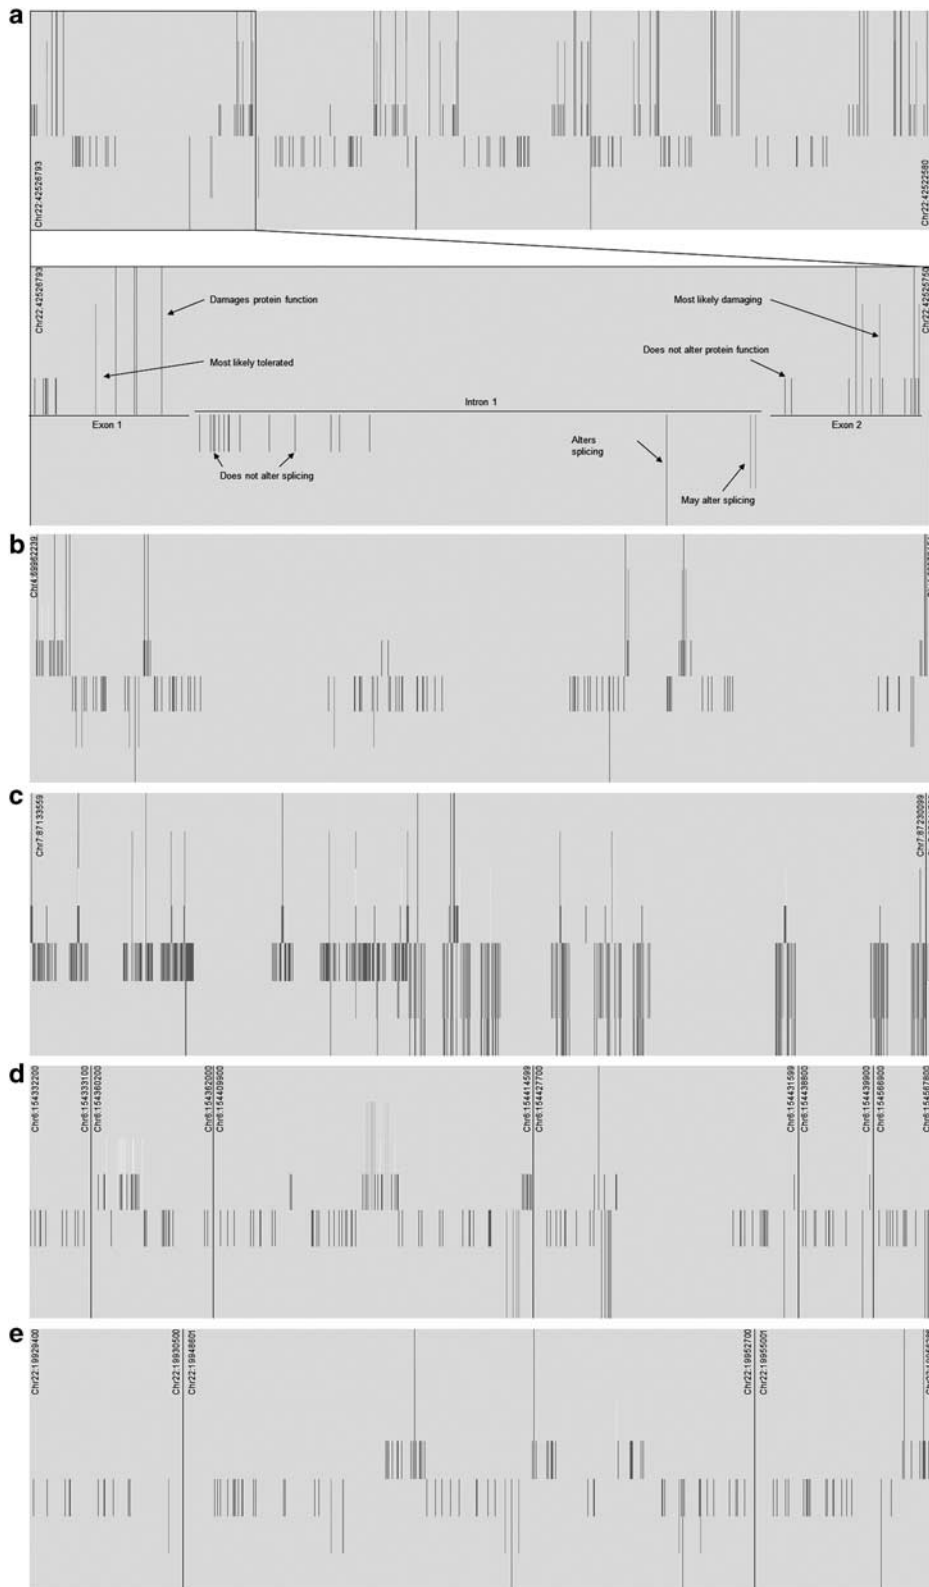 a
Chr22:42526793
Chr22:42522580
Chr22:42526793
Chr22:42525750
Damages protein function
Most likely tolerated
Most likely damaging
Does not alter protein function
Intron 1
Exon 1
Exon 2
Does not alter splicing
Alters
splicing
May alter splicing
b
Chr4:69962239
c
Chr7:87133559
Chr7:87230099
d
Chr6:154332200
Chr6:154333100
Chr6:154360200
Chr6:154362000
Chr6:154409900
Chr6:154414599
Chr6:154427700
Chr6:154431599
Chr6:154438800
Chr6:154439900
Chr6:154566900
Chr6:154567800
e
Chr22:19929400
Chr22:19930500
Chr22:19948601
Chr22:19952700
Chr22:19955001